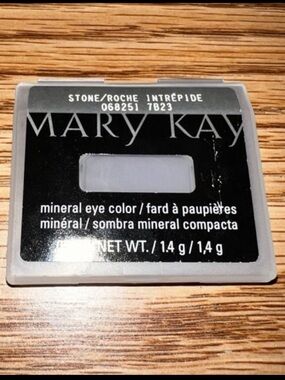 STONE/ROCHE INTRÉPIDE
068251 7823
MARY KAY
mineral eye color / fard à paupières
minéral / sombra mineral compacta
NET WT. / 1.4 g / 1,4 g